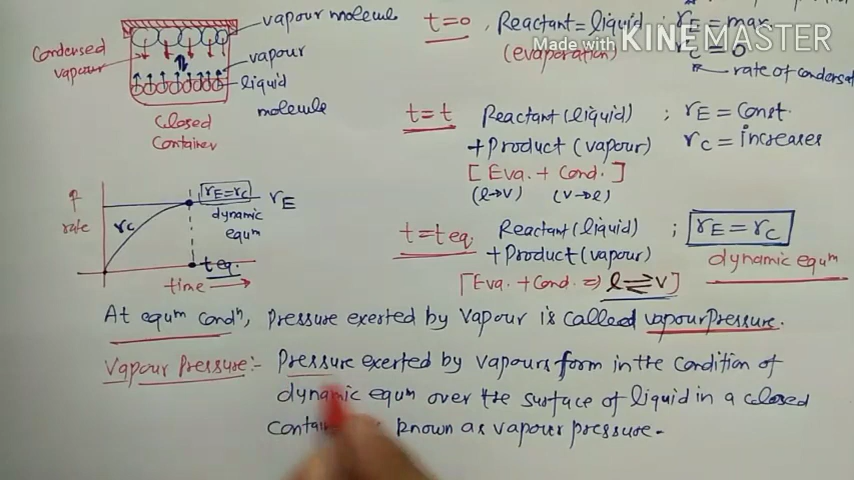 vapour molecule
Condensed
vapour
vapour
liquid
molecule
Closed
Container
t=0, Reactant=liquid ; rE=max.
(evaporation) rC=0
rate of condensat
Made with KINEMASTER
t=t Reactant (liquid) ; rE=Const.
+Product (vapour) rC=increases
[Eva.+Cond.]
(l→v) (v→l)
t=teq. Reactant (liquid) ; rE=rC
+Product (vapour) dynamic equm
[Eva.+Cond.⇒ l⇌v]
↑
rate
rC
rE=rC
rE
dynamic
equm
teq.
time→
At equm condn, Pressure exerted by vapour is called vapour pressure.
Vapour Pressure:- Pressure exerted by vapours form in the condition of
dynamic equm over the surface of liquid in a closed
known as vapour pressure.